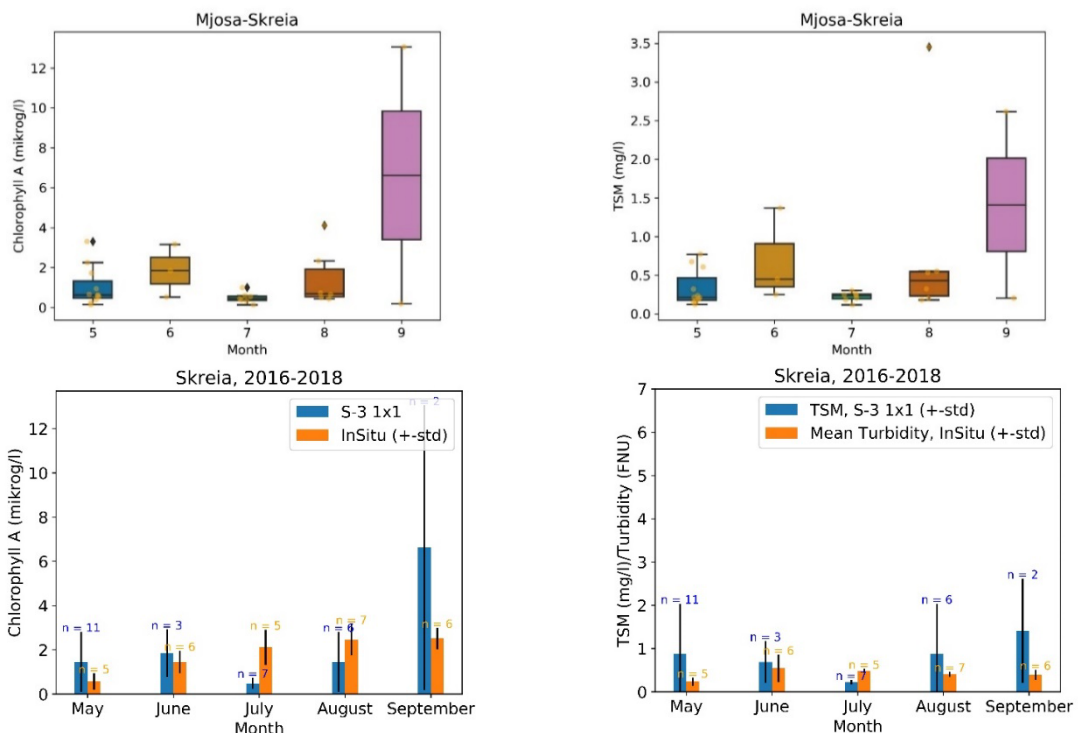 Mjosa-Skreia
Chlorophyll A (mikrog/l)
12
10
8
6
4
2
0
5 6 7 8 9
Month
Mjosa-Skreia
TSM (mg/l)
3.5
3.0
2.5
2.0
1.5
1.0
0.5
0.0
5 6 7 8 9
Month
Skreia, 2016-2018
Chlorophyll A (mikrog/l)
12
10
8
6
4
2
0
n = 2
S-3 1x1
InSitu (+-std)
n = 11
n = 5
n = 3
n = 6
n = 5
n = 7
n = 6
n = 7
n = 6
May June July August September
Month
Skreia, 2016-2018
TSM (mg/l)/Turbidity (FNU)
7
6
5
4
3
2
1
0
TSM, S-3 1x1 (+-std)
Mean Turbidity, InSitu (+-std)
n = 11
n = 5
n = 3
n = 6
n = 5
n = 7
n = 6
n = 7
n = 2
n = 6
May June July August September
Month